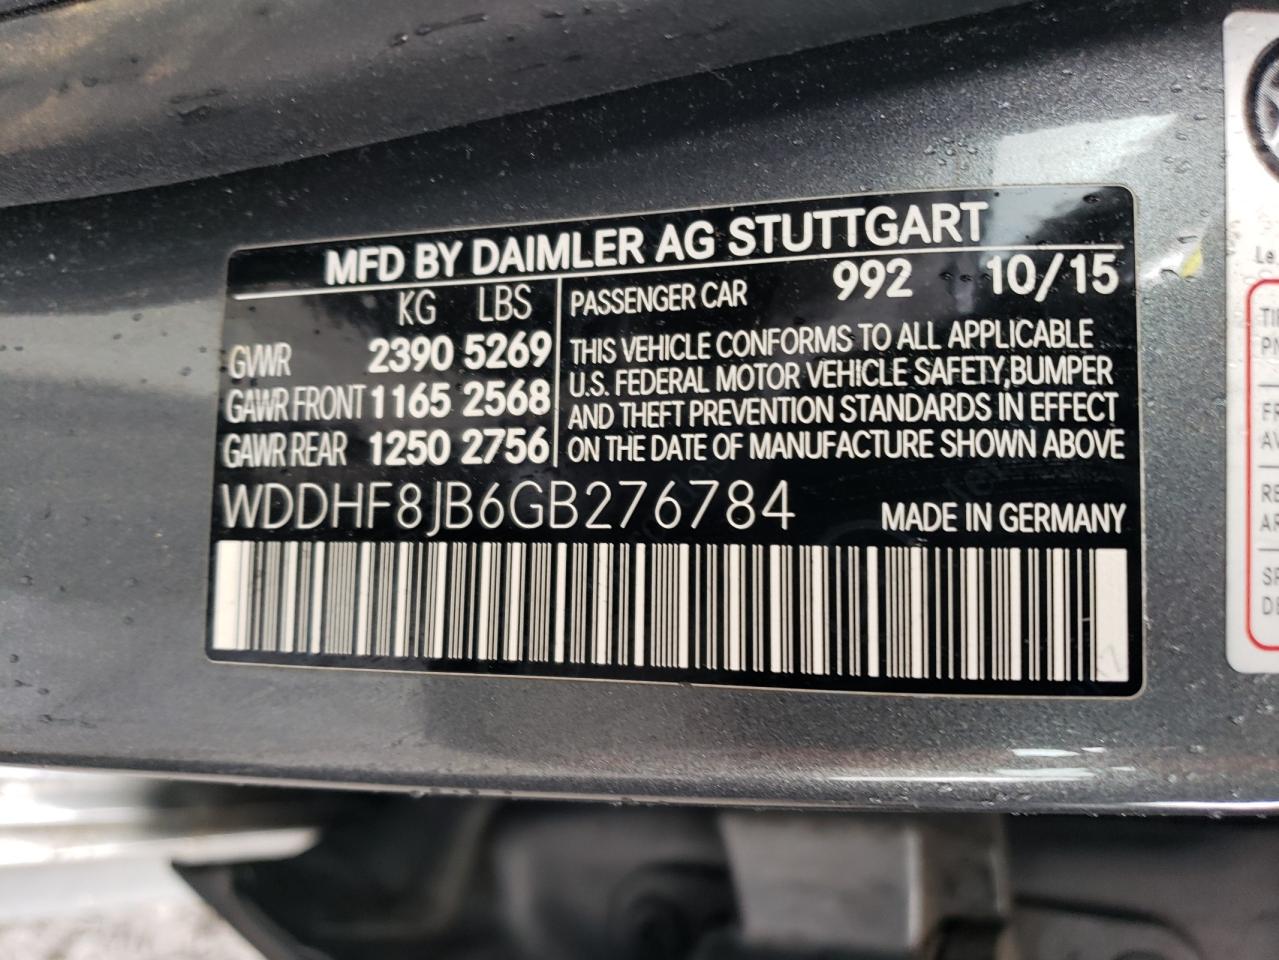 MFD BY DAIMLER AG STUTTGART
KG LBS
GVWR 2390 5269
GAWR FRONT 1165 2568
GAWR REAR 1250 2756
PASSENGER CAR 992 10/15
THIS VEHICLE CONFORMS TO ALL APPLICABLE
U.S. FEDERAL MOTOR VEHICLE SAFETY, BUMPER
AND THEFT PREVENTION STANDARDS IN EFFECT
ON THE DATE OF MANUFACTURE SHOWN ABOVE
WDDHF8JB6GB276784 MADE IN GERMANY